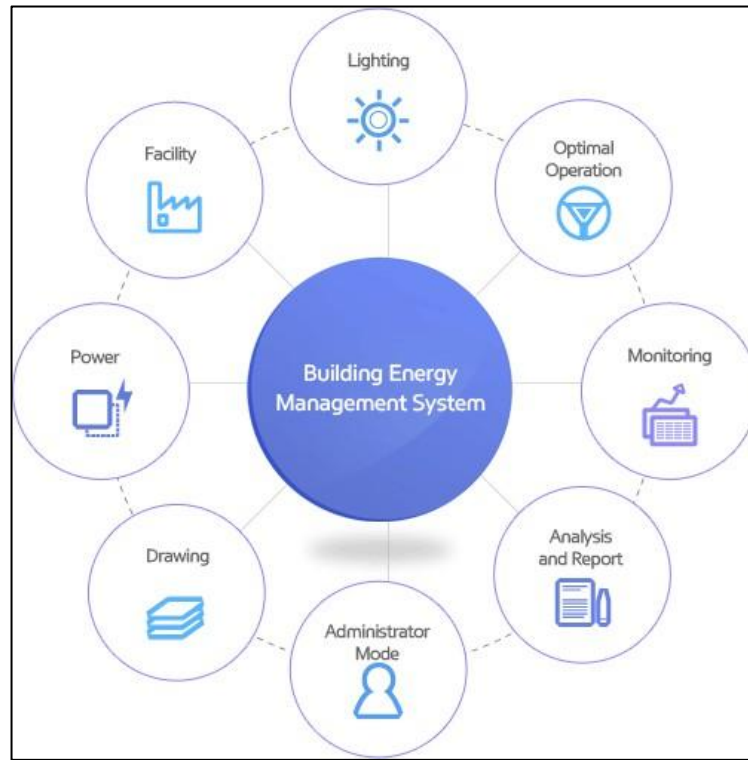 Lighting
Optimal
Operation
Monitoring
Analysis
and Report
Administrator
Mode
Drawing
Power
Facility
Building Energy
Management System